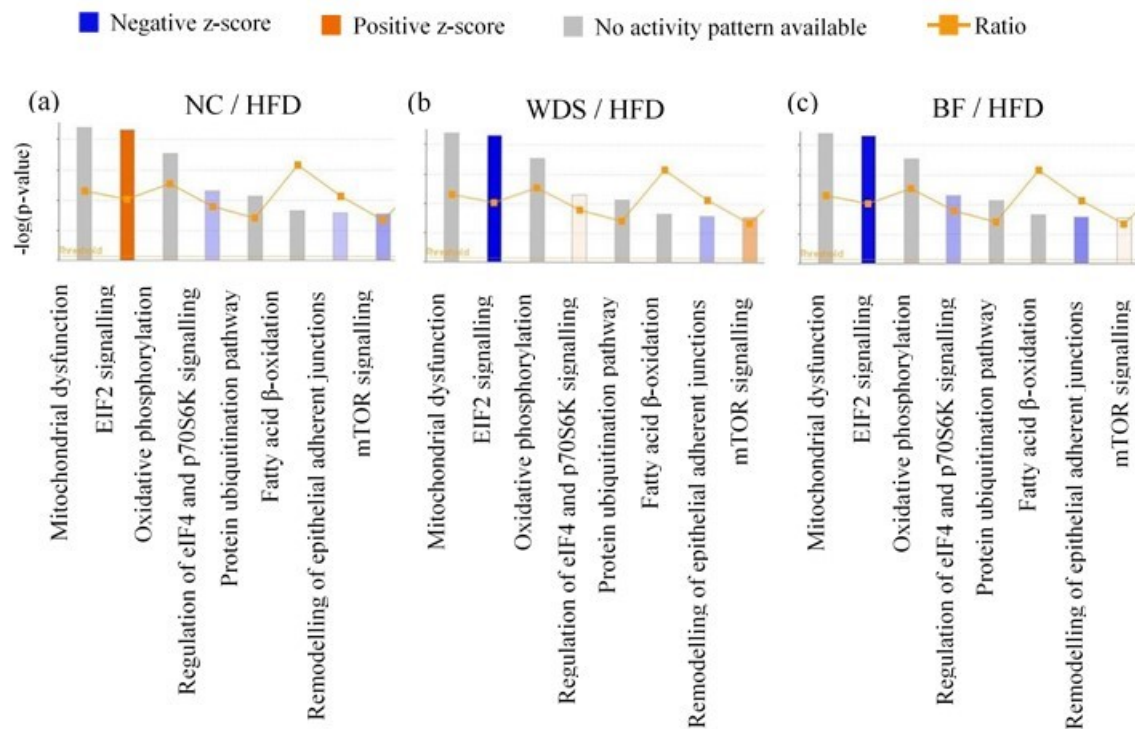 Negative z-score
Positive z-score
No activity pattern available
Ratio
(a)
NC / HFD
(b)
WDS / HFD
(c)
BF / HFD
-log(p-value)
Threshold
Threshold
Threshold
Mitochondrial dysfunction
EIF2 signalling
Oxidative phosphorylation
Regulation of eIF4 and p70S6K signalling
Protein ubiquitination pathway
Fatty acid β-oxidation
Remodelling of epithelial adherent junctions
mTOR signalling
Mitochondrial dysfunction
EIF2 signalling
Oxidative phosphorylation
Regulation of eIF4 and p70S6K signalling
Protein ubiquitination pathway
Fatty acid β-oxidation
Remodelling of epithelial adherent junctions
mTOR signalling
Mitochondrial dysfunction
EIF2 signalling
Oxidative phosphorylation
Regulation of eIF4 and p70S6K signalling
Protein ubiquitination pathway
Fatty acid β-oxidation
Remodelling of epithelial adherent junctions
mTOR signalling